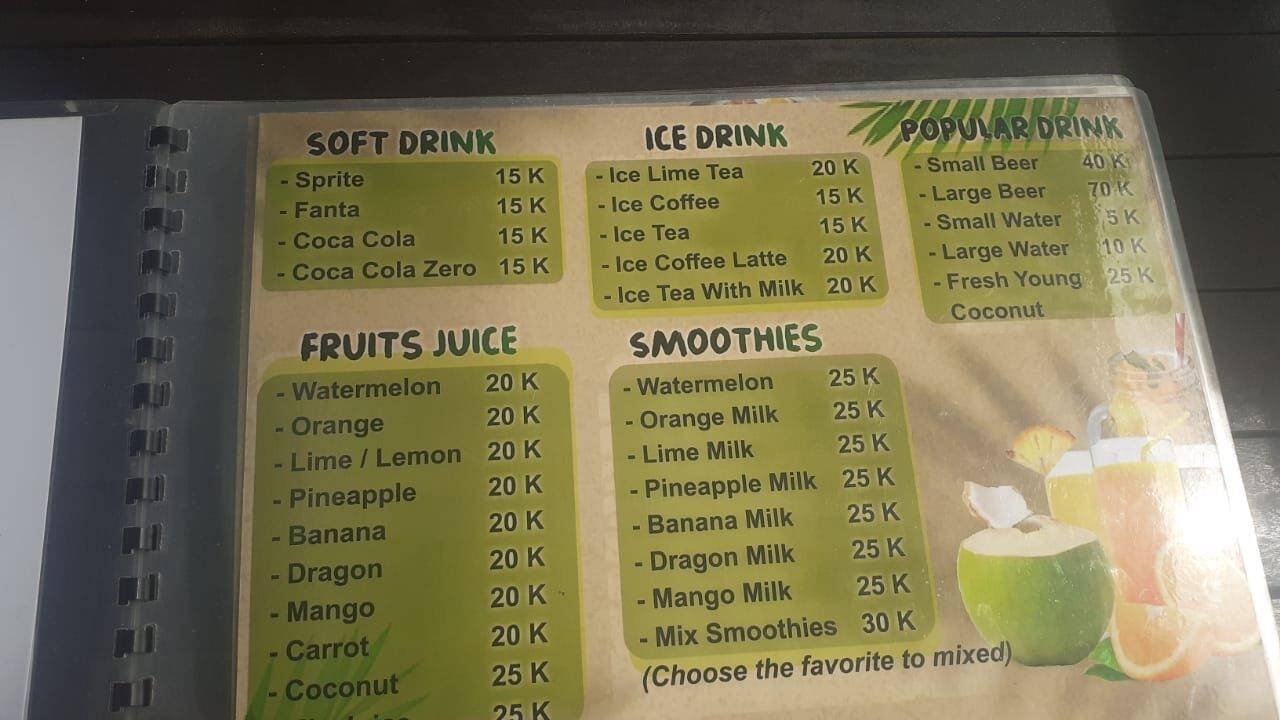 SOFT DRINK
- Sprite 15 K
- Fanta 15 K
- Coca Cola 15 K
- Coca Cola Zero 15 K
ICE DRINK
- Ice Lime Tea 20 K
- Ice Coffee 15 K
- Ice Tea 15 K
- Ice Coffee Latte 20 K
- Ice Tea With Milk 20 K
POPULAR DRINK
- Small Beer 40 K
- Large Beer 70 K
- Small Water 5 K
- Large Water 10 K
- Fresh Young 25 K
Coconut
FRUITS JUICE
- Watermelon 20 K
- Orange 20 K
- Lime / Lemon 20 K
- Pineapple 20 K
- Banana 20 K
- Dragon 20 K
- Mango 20 K
- Carrot 20 K
- Coconut 25 K
25 K
SMOOTHIES
- Watermelon 25 K
- Orange Milk 25 K
- Lime Milk 25 K
- Pineapple Milk 25 K
- Banana Milk 25 K
- Dragon Milk 25 K
- Mango Milk 25 K
- Mix Smoothies 30 K
(Choose the favorite to mixed)